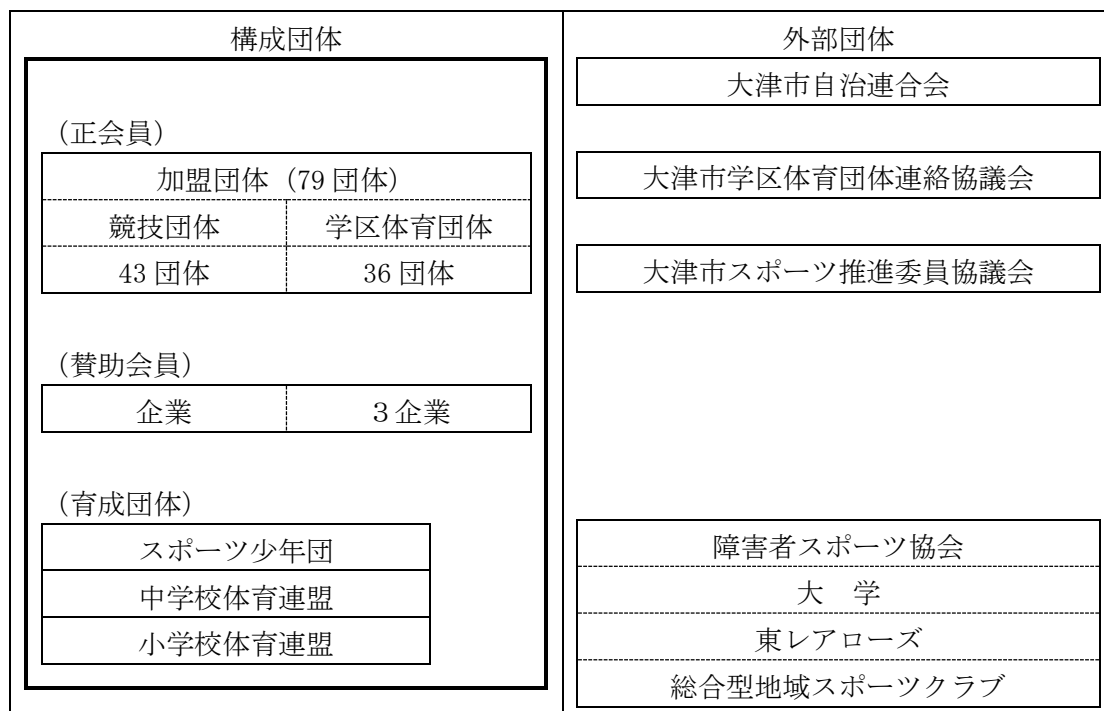 構成団体
(正会員)
加盟団体(79団体)
競技団体 学区体育団体
43団体 36団体
(賛助会員)
企業 3企業
(育成団体)
スポーツ少年団
中学校体育連盟
小学校体育連盟
外部団体
大津市自治連合会
大津市学区体育団体連絡協議会
大津市スポーツ推進委員協議会
障害者スポーツ協会
大 学
東レアローズ
総合型地域スポーツクラブ